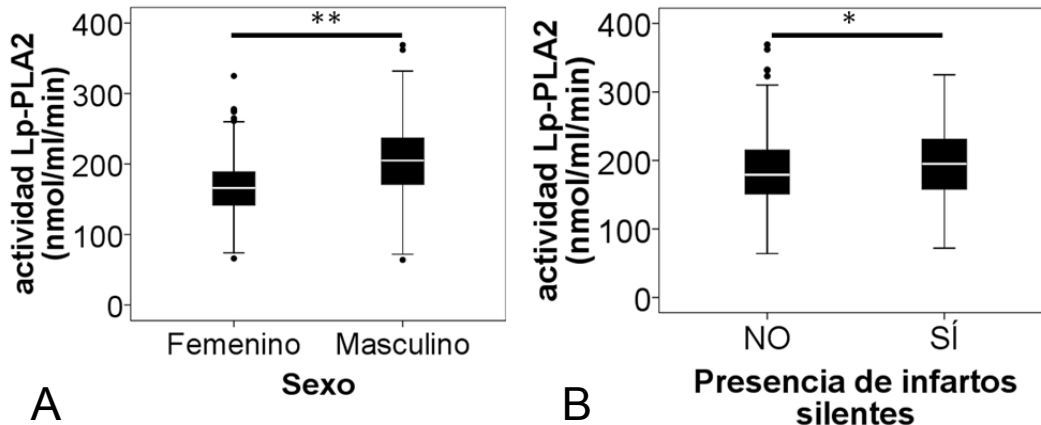 **
actividad Lp-PLA2
(nmol/ml/min)
400
300
200
100
0
Femenino Masculino
Sexo
A
*
actividad Lp-PLA2
(nmol/ml/min)
400
300
200
100
0
NO SÍ
Presencia de infartos
silentes
B